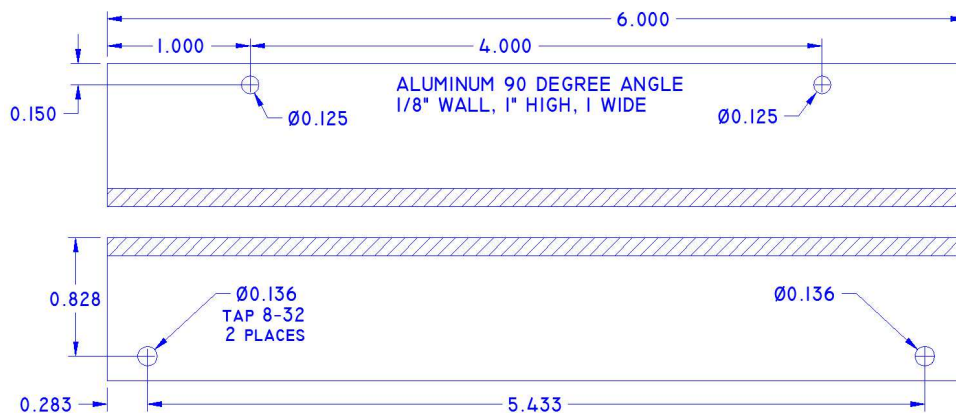 6.000
1.000
4.000
ALUMINUM 90 DEGREE ANGLE
1/8" WALL, 1" HIGH, 1 WIDE
0.150
Ø0.125
Ø0.125
0.828
Ø0.136
TAP 8-32
2 PLACES
Ø0.136
0.283
5.433